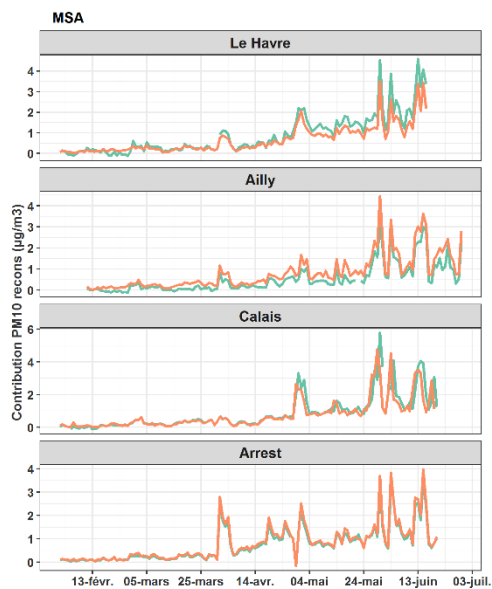 MSA
Le Havre
4
3
2
1
0
Ailly
4
3
2
1
0
Calais
6
4
2
0
Arrest
4
3
2
1
0
Contribution PM10 recons (µg/m3)
13-févr. 05-mars 25-mars 14-avr. 04-mai 24-mai 13-juin 03-juil.